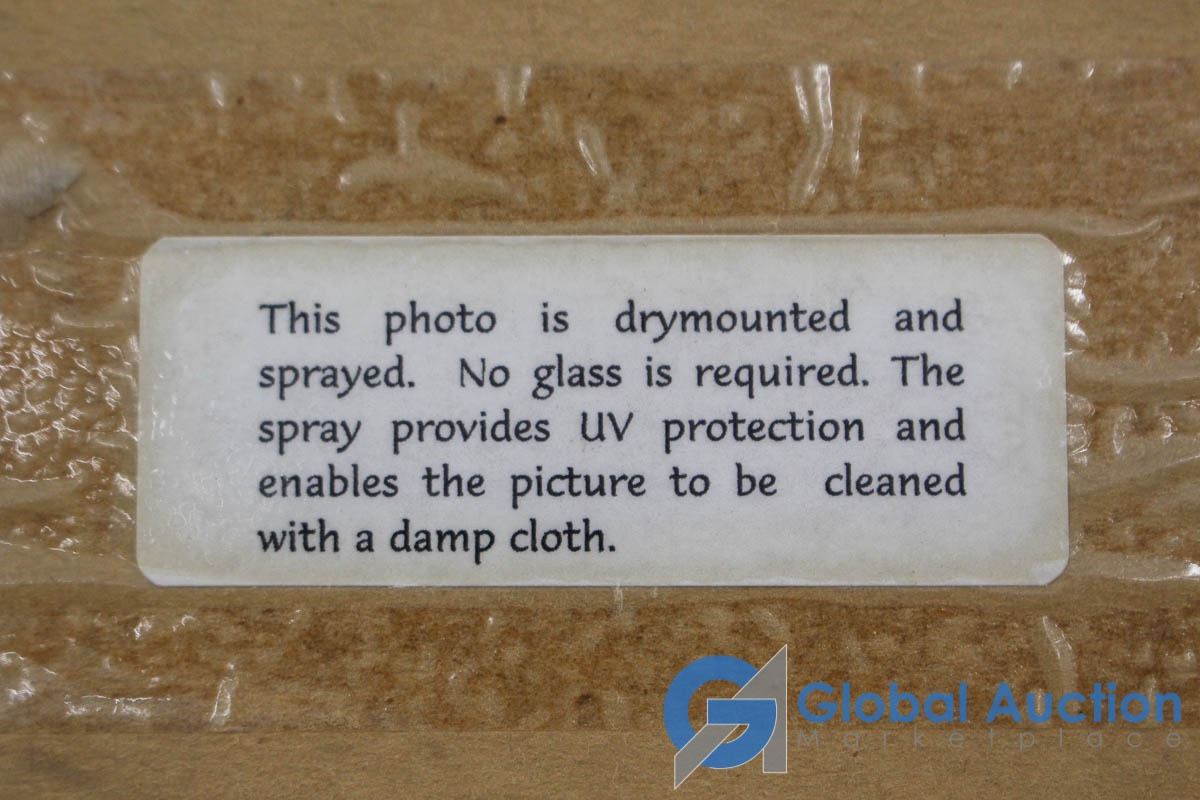 This photo is drymounted and
sprayed. No glass is required. The
spray provides UV protection and
enables the picture to be cleaned
with a damp cloth.
GA Global Auction
Marketplace